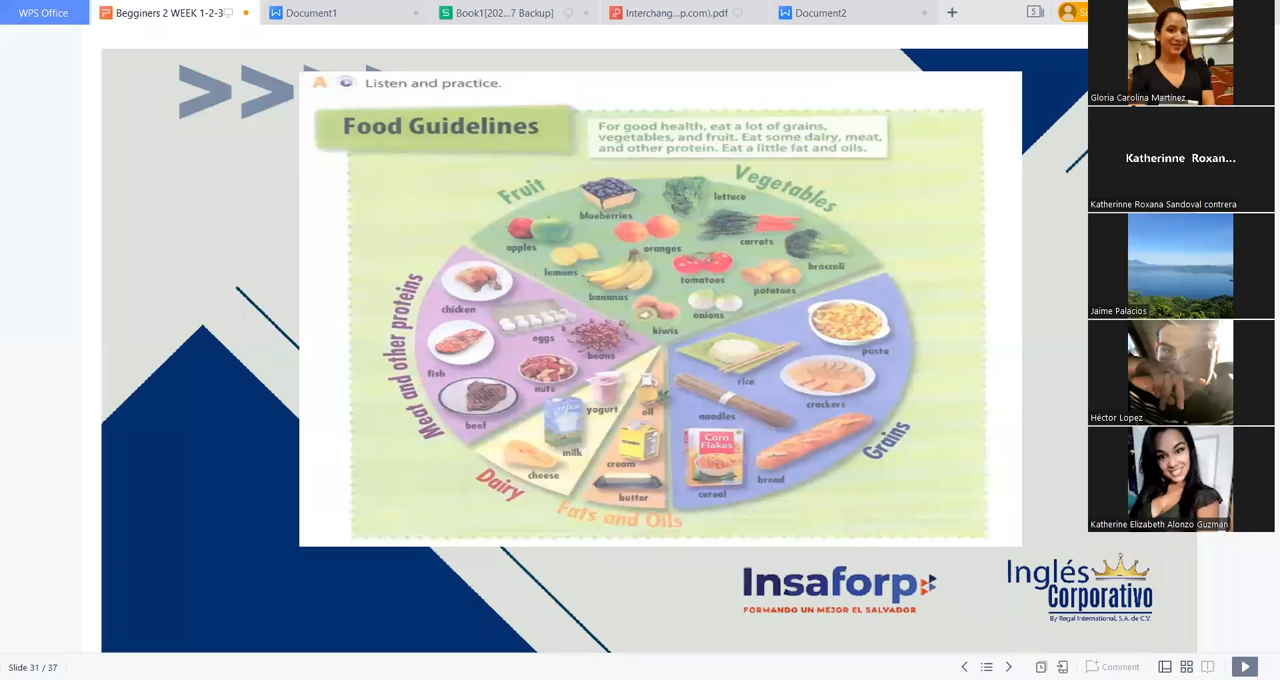 WPS Office
Begginers 2 WEEK 1-2-3
Document1
Book1[202...7 Backup]
Interchang...p.com).pdf
Document2
5
A Listen and practice.
Food Guidelines
For good health, eat a lot of grains,
vegetables, and fruit. Eat some dairy, meat,
and other protein. Eat a little fat and oils.
Fruit
Vegetables
blueberries
lettuce
apples
oranges
carrots
lemons
broccoli
tomatoes
bananas
potatoes
onions
kiwis
Meat and other proteins
chicken
eggs
beans
fish
nuts
beef
pasta
rice
crackers
noodles
Corn
Flakes
cereal
bread
Grains
yogurt
milk
cheese
Dairy
oil
cream
butter
Fats and Oils
Insaforp
FORMANDO UN MEJOR EL SALVADOR
Inglés
Corporativo
By Regal International, S.A. de C.V.
Gloria Carolina Martínez
Katherinne Roxan...
Katherinne Roxana Sandoval contrera
Jaime Palacios
Héctor Lopez
Katherine Elizabeth Alonzo Guzman
Slide 31 / 37
Comment